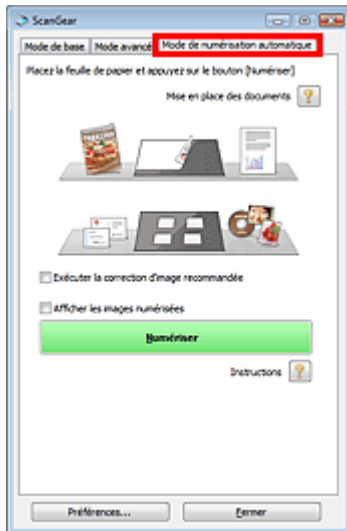 ScanGear
Mode de base Mode avancé Mode de numérisation automatique
Placez la feuille de papier et appuyez sur le bouton [Numériser]
Mise en place des documents
Exécuter la correction d'image recommandée
Afficher les images numérisées
Numériser
Instructions
Préférences... Fermer